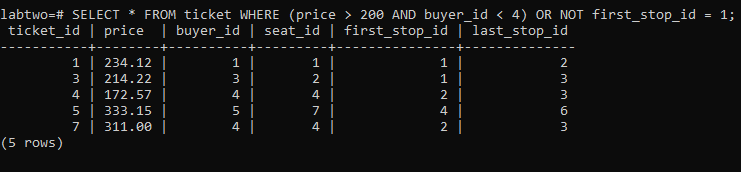 labtwo=# SELECT * FROM ticket WHERE (price > 200 AND buyer_id < 4) OR NOT first_stop_id = 1;
 ticket_id | price  | buyer_id | seat_id | first_stop_id | last_stop_id
-----------+--------+----------+---------+---------------+--------------
         1 | 234.12 |        1 |       1 |             1 |            2
         3 | 214.22 |        3 |       2 |             1 |            3
         4 | 172.57 |        4 |       4 |             2 |            3
         5 | 333.15 |        5 |       7 |             4 |            6
         7 | 311.00 |        4 |       4 |             2 |            3
(5 rows)